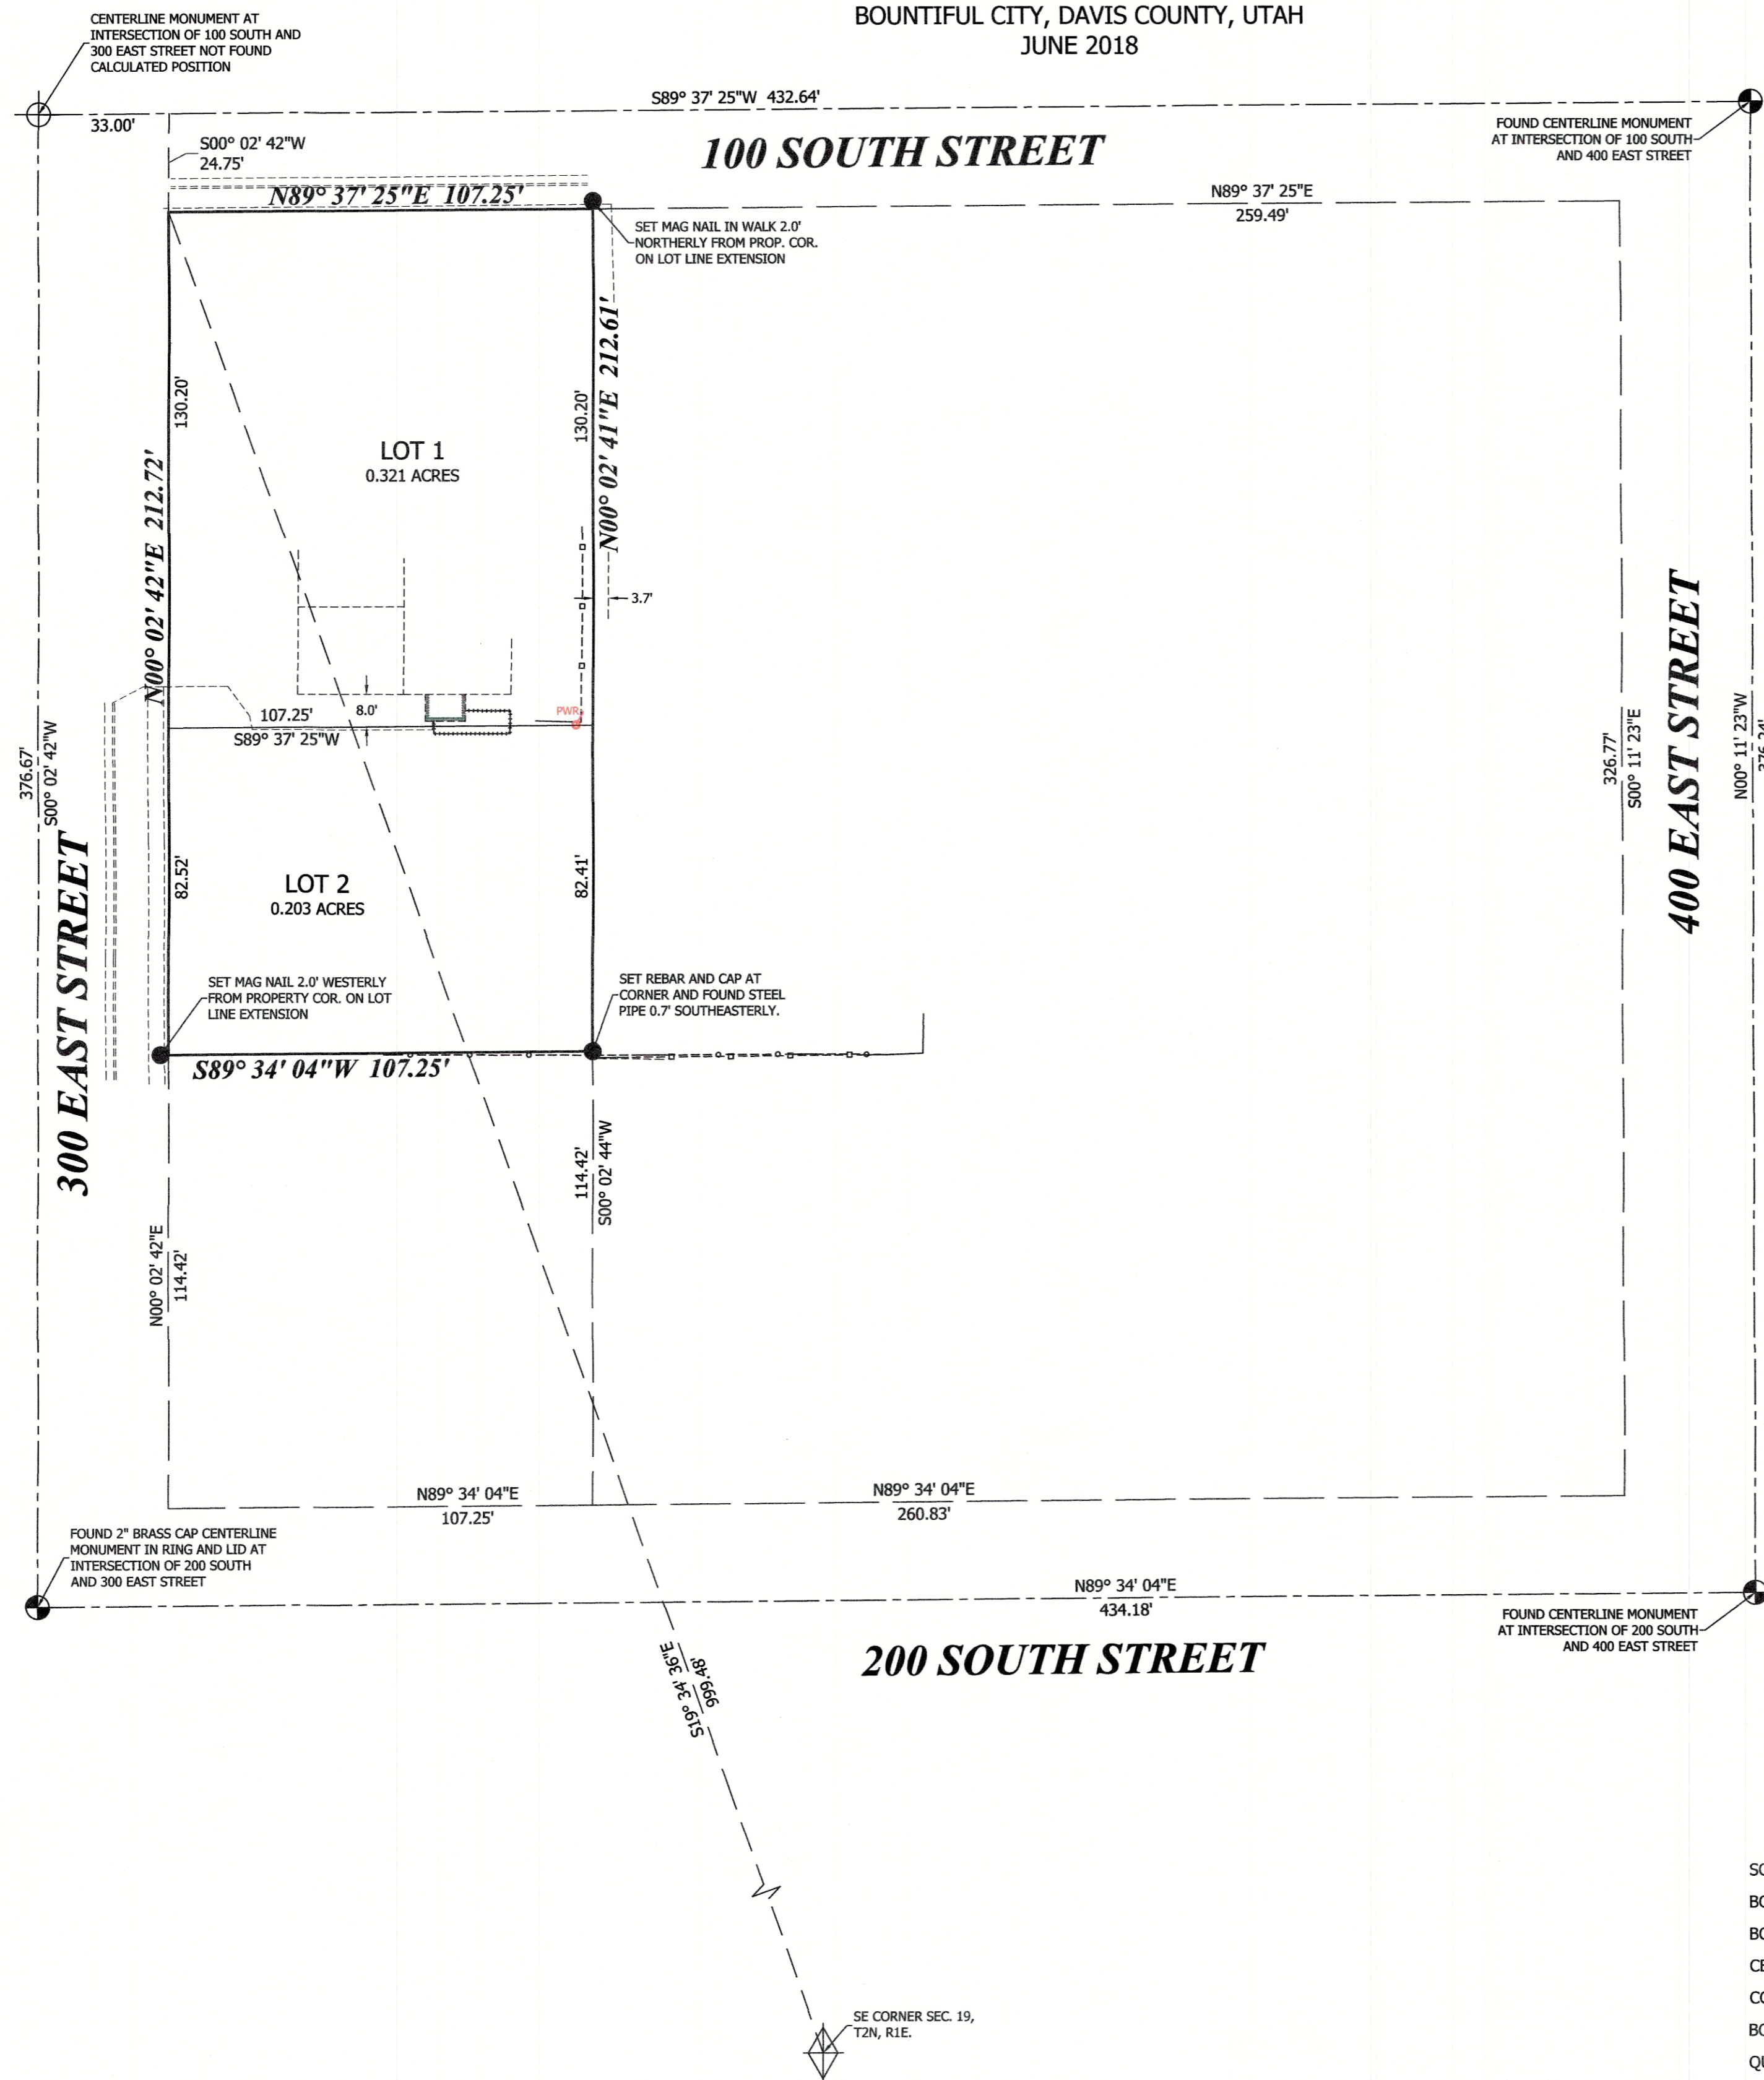 BOUNTIFUL CITY, DAVIS COUNTY, UTAH
JUNE 2018
CENTERLINE MONUMENT AT
INTERSECTION OF 100 SOUTH AND
300 EAST STREET NOT FOUND
CALCULATED POSITION
S89° 37' 25"W 432.64'
33.00'
FOUND CENTERLINE MONUMENT
AT INTERSECTION OF 100 SOUTH
AND 400 EAST STREET
S00° 02' 42"W
24.75'
100 SOUTH STREET
N89° 37' 25"E 107.25'
N89° 37' 25"E
259.49'
SET MAG NAIL IN WALK 2.0'
NORTHERLY FROM PROP. COR.
ON LOT LINE EXTENSION
130.20'
130.20'
N00° 02' 41"E 212.61'
LOT 1
0.321 ACRES
N00° 02' 42"E 212.72'
3.7'
107.25'
8.0'
PWR
S89° 37' 25"W
376.67'
S00° 02' 42"W
326.77'
S00° 11' 23"E
400 EAST STREET
N00° 11' 23"W
300 EAST STREET
82.52'
82.41'
LOT 2
0.203 ACRES
SET MAG NAIL 2.0' WESTERLY
FROM PROPERTY COR. ON LOT
LINE EXTENSION
SET REBAR AND CAP AT
CORNER AND FOUND STEEL
PIPE 0.7' SOUTHEASTERLY.
S89° 34' 04"W 107.25'
114.42'
S00° 02' 44"W
N00° 02' 42"E
114.42'
N89° 34' 04"E
107.25'
N89° 34' 04"E
260.83'
FOUND 2" BRASS CAP CENTERLINE
MONUMENT IN RING AND LID AT
INTERSECTION OF 200 SOUTH
AND 300 EAST STREET
N89° 34' 04"E
434.18'
FOUND CENTERLINE MONUMENT
AT INTERSECTION OF 200 SOUTH
AND 400 EAST STREET
200 SOUTH STREET
S19° 34' 36"E
999.48'
SE CORNER SEC. 19,
T2N, R1E.